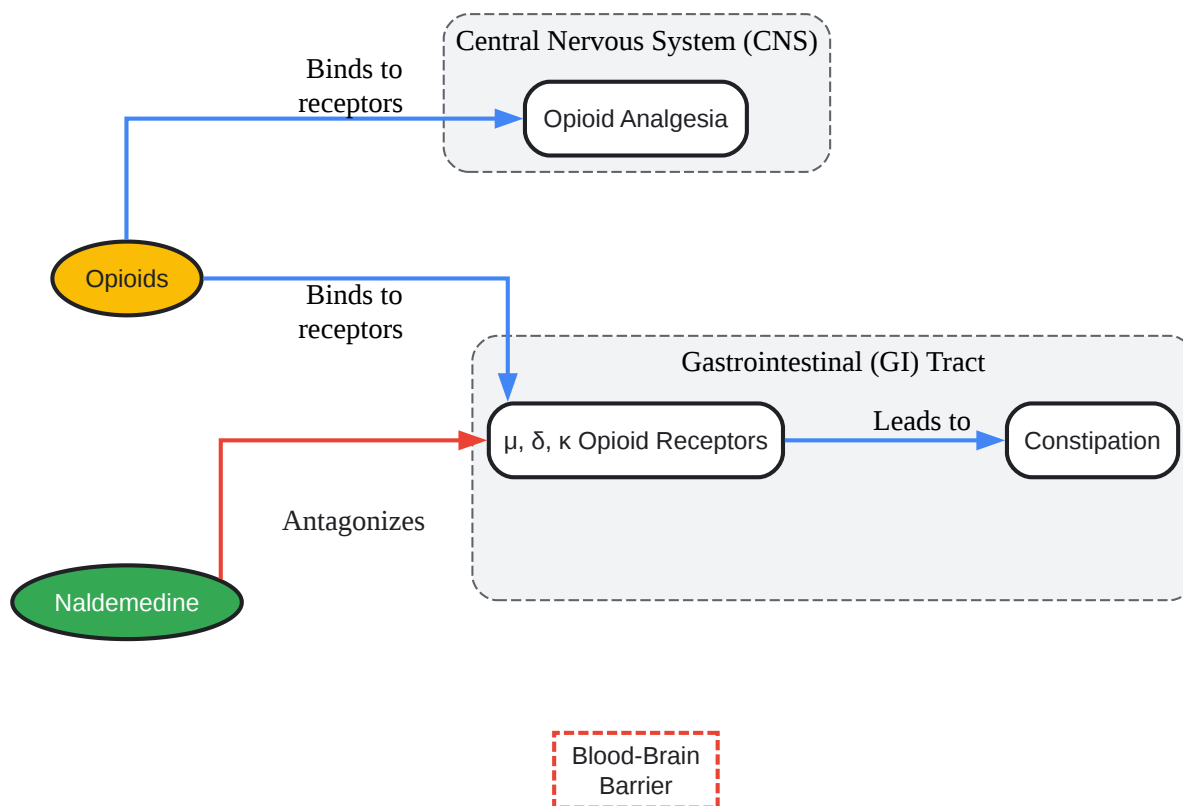 Central Nervous System (CNS)
Binds to
receptors
Opioid Analgesia
Opioids
Binds to
receptors
Gastrointestinal (GI) Tract
μ, δ, κ Opioid Receptors
Leads to
Constipation
Antagonizes
Naldemedine
Blood-Brain
Barrier